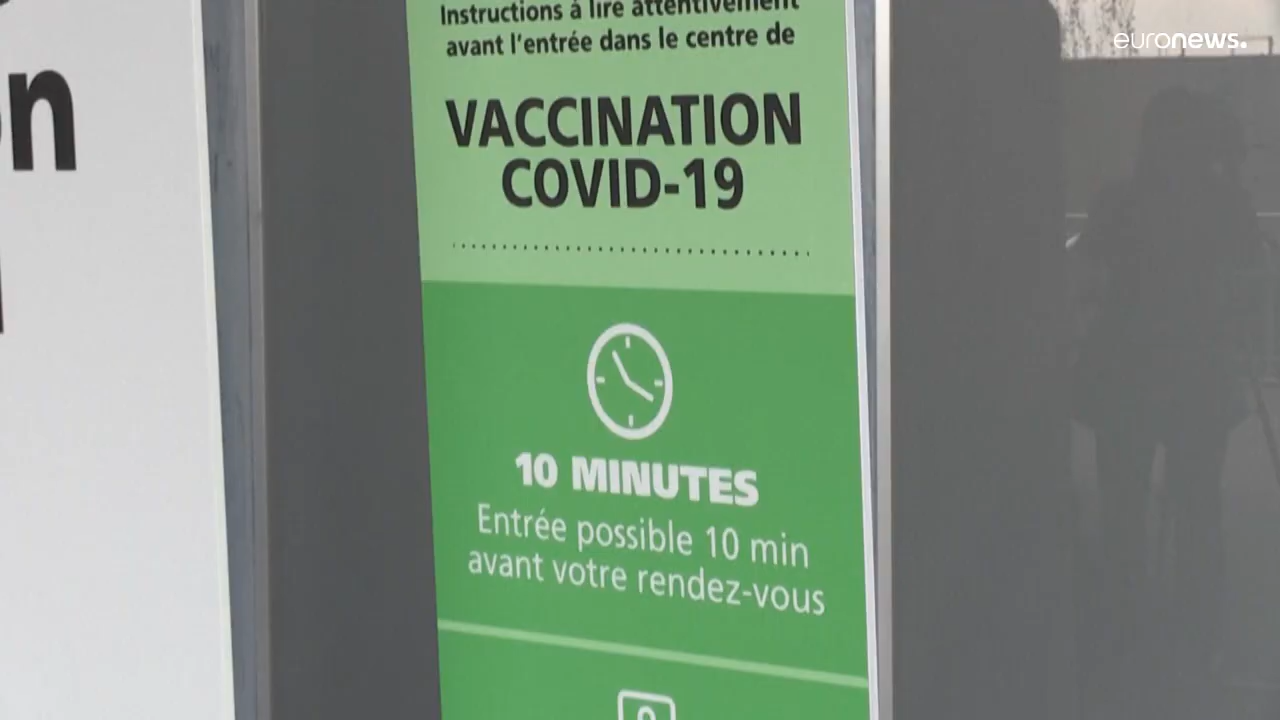 euronews.
on
Instructions à lire attentivement
avant l'entrée dans le centre de
VACCINATION
COVID-19
10 MINUTES
Entrée possible 10 min
avant votre rendez-vous